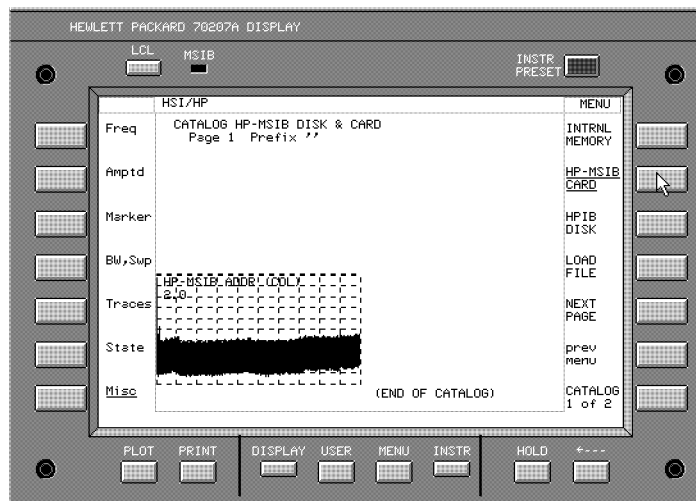 HEWLETT PACKARD 70207A DISPLAY
LCL
MSIB
INSTR
PRESET
HSI/HP
MENU
CATALOG HP-MSIB DISK & CARD
Page 1 Prefix ''
Freq
Amptd
Marker
BW,Swp
Traces
State
Misc
HP-MSIB ADDR (COL)
2,0
(END OF CATALOG)
INTRNL
MEMORY
HP-MSIB
CARD
HPIB
DISK
LOAD
FILE
NEXT
PAGE
prev
menu
CATALOG
1 of 2
PLOT
PRINT
DISPLAY
USER
MENU
INSTR
HOLD
←---